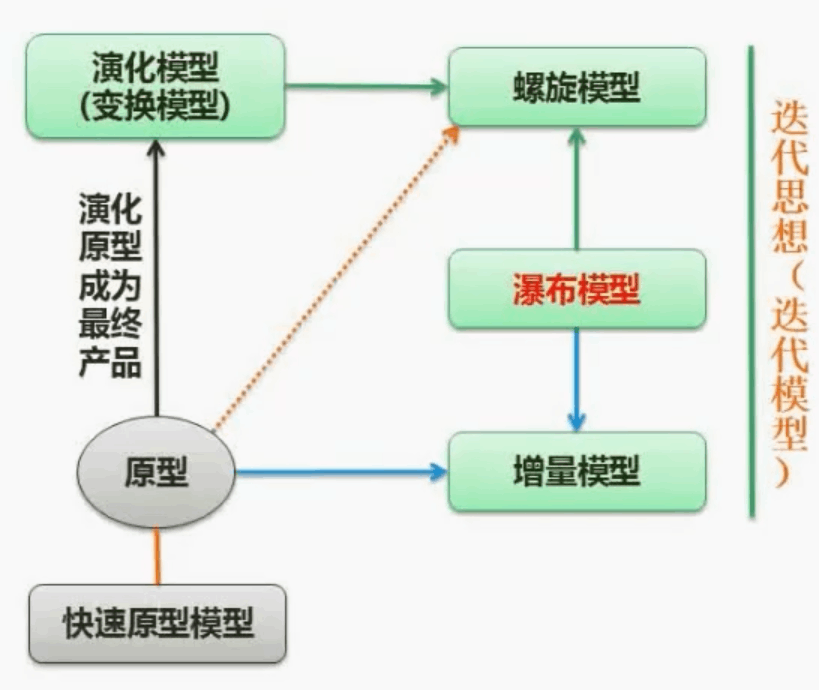 演化模型
(变换模型)
螺旋模型
演化
原型
成为
最终
产品
瀑布模型
原型
增量模型
快速原型模型
迭代思想（迭代模型）